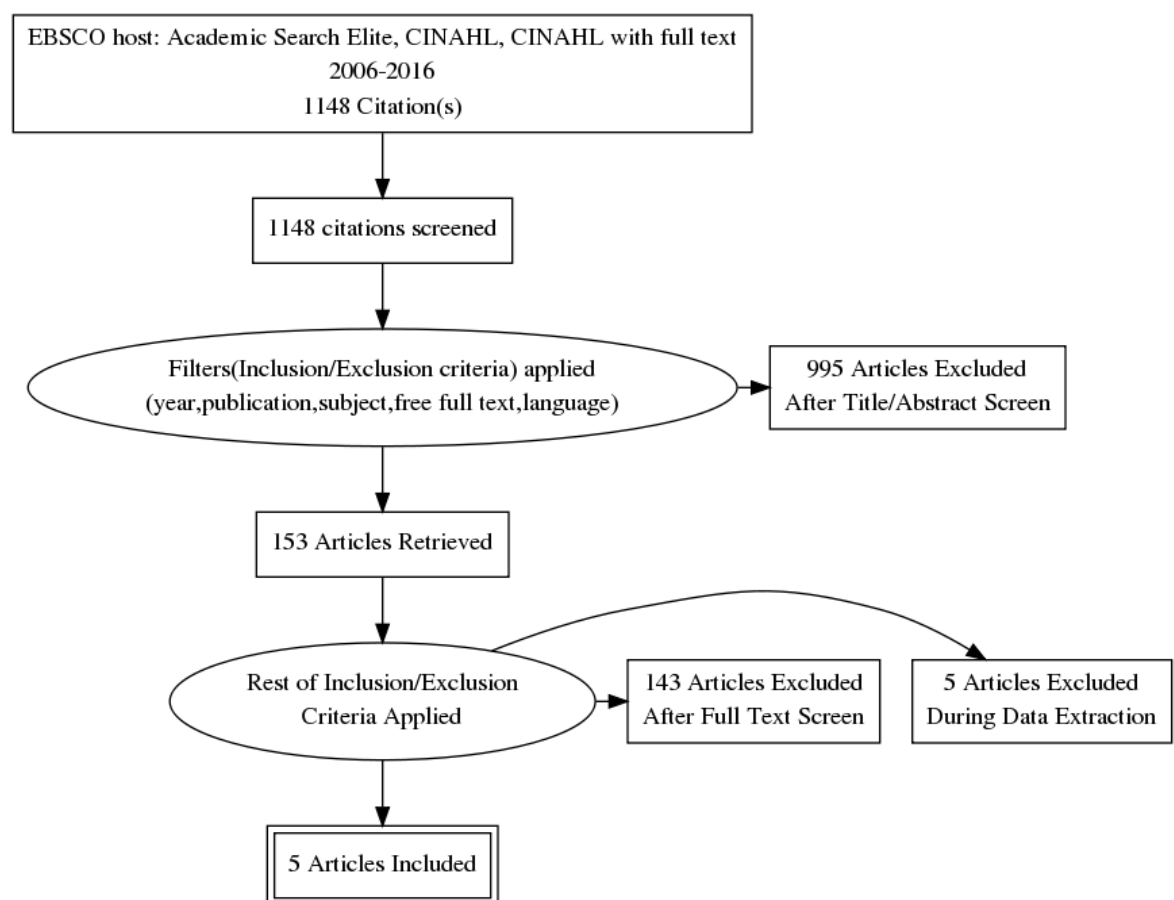 EBSCO host: Academic Search Elite, CINAHL, CINAHL with full text
2006-2016
1148 Citation(s)
1148 citations screened
Filters(Inclusion/Exclusion criteria) applied
(year,publication,subject,free full text,language)
995 Articles Excluded
After Title/Abstract Screen
153 Articles Retrieved
Rest of Inclusion/Exclusion
Criteria Applied
143 Articles Excluded
After Full Text Screen
5 Articles Excluded
During Data Extraction
5 Articles Included